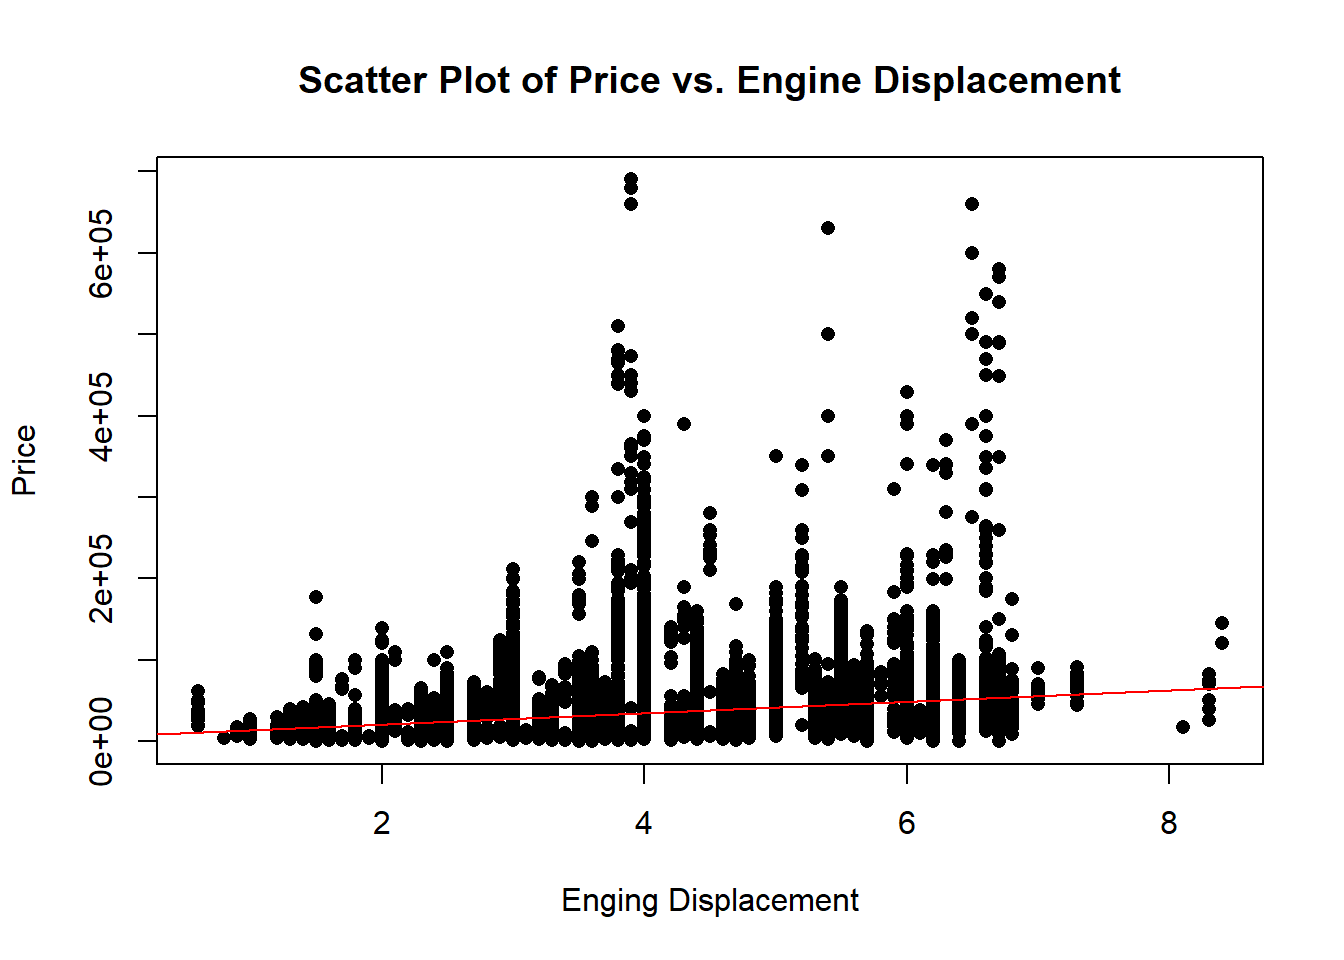 Scatter Plot of Price vs. Engine Displacement
Price
6e+05
4e+05
2e+05
0e+00
2 4 6 8
Enging Displacement